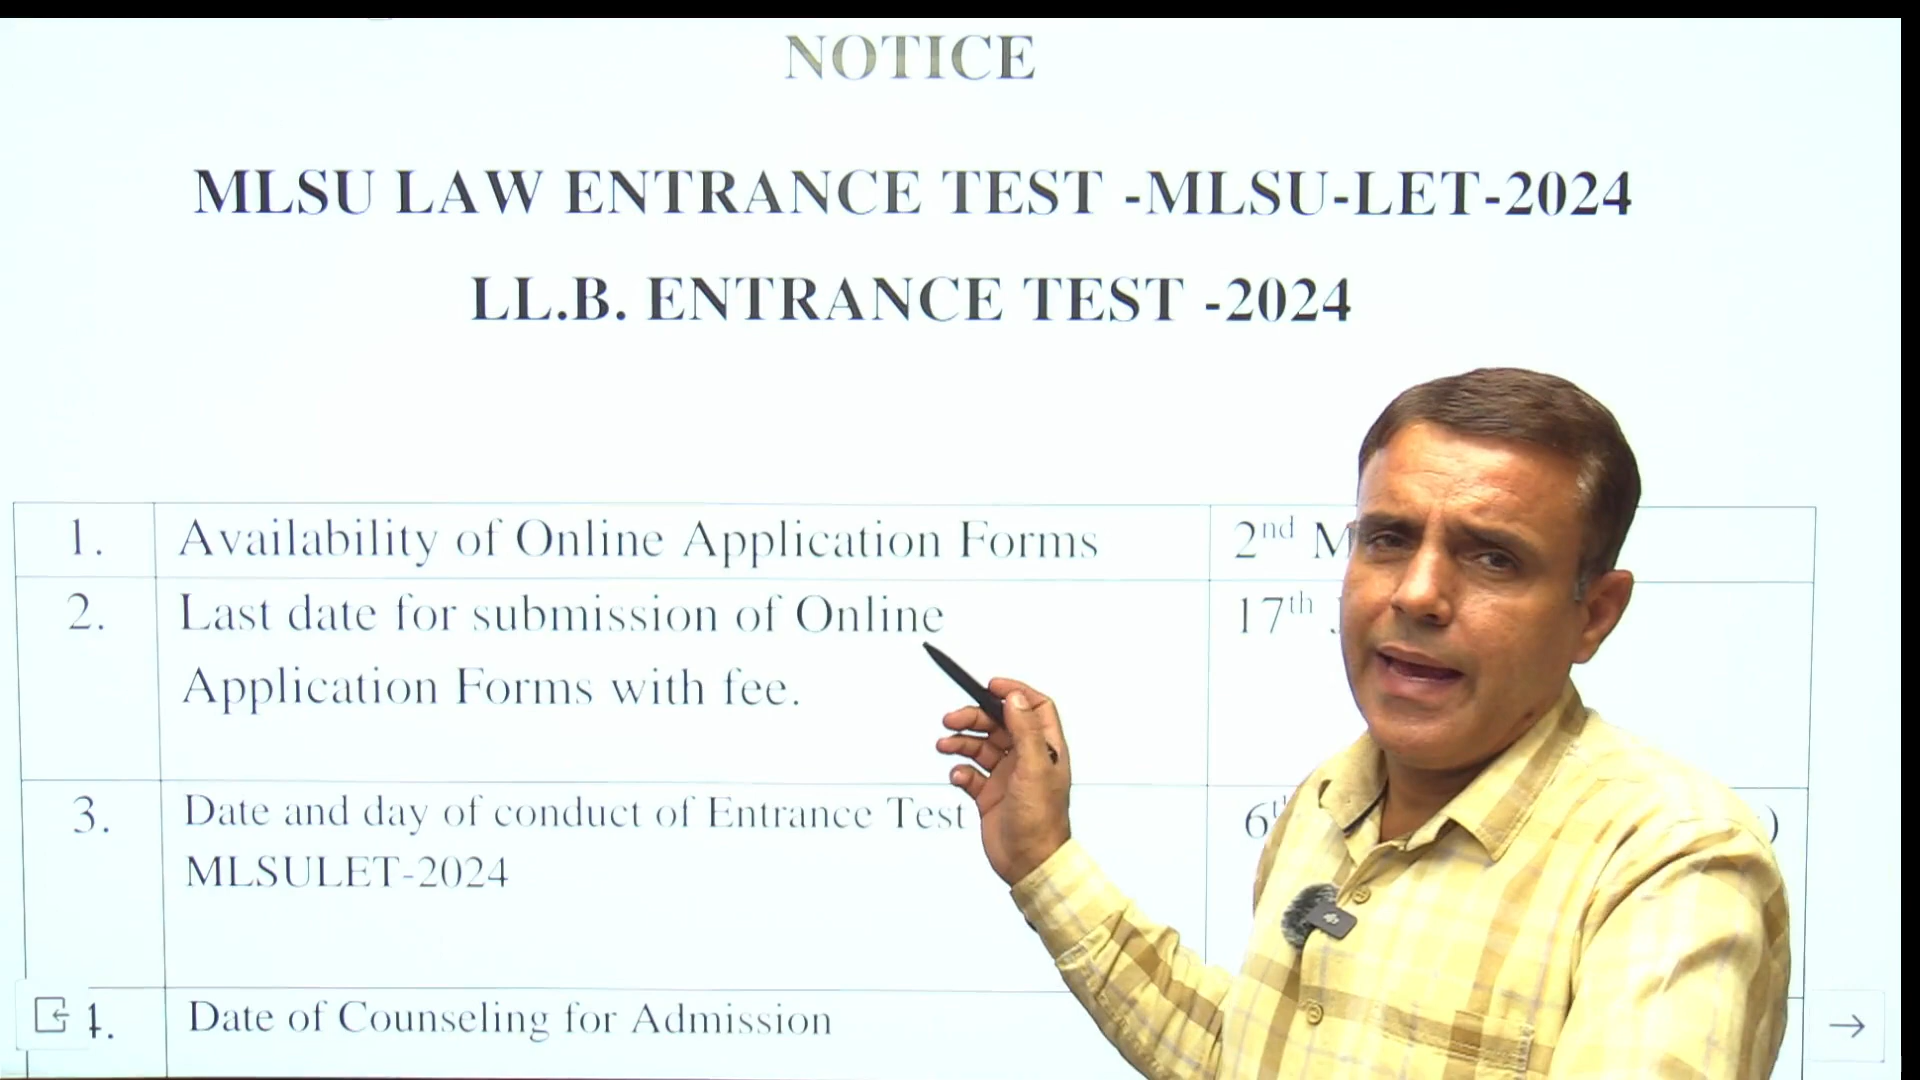 NOTICE
MLSU LAW ENTRANCE TEST -MLSU-LET-2024
LL.B. ENTRANCE TEST -2024
1. Availability of Online Application Forms 2nd
2. Last date for submission of Online 17th
Application Forms with fee.
3. Date and day of conduct of Entrance Test
MLSULET-2024
4. Date of Counseling for Admission